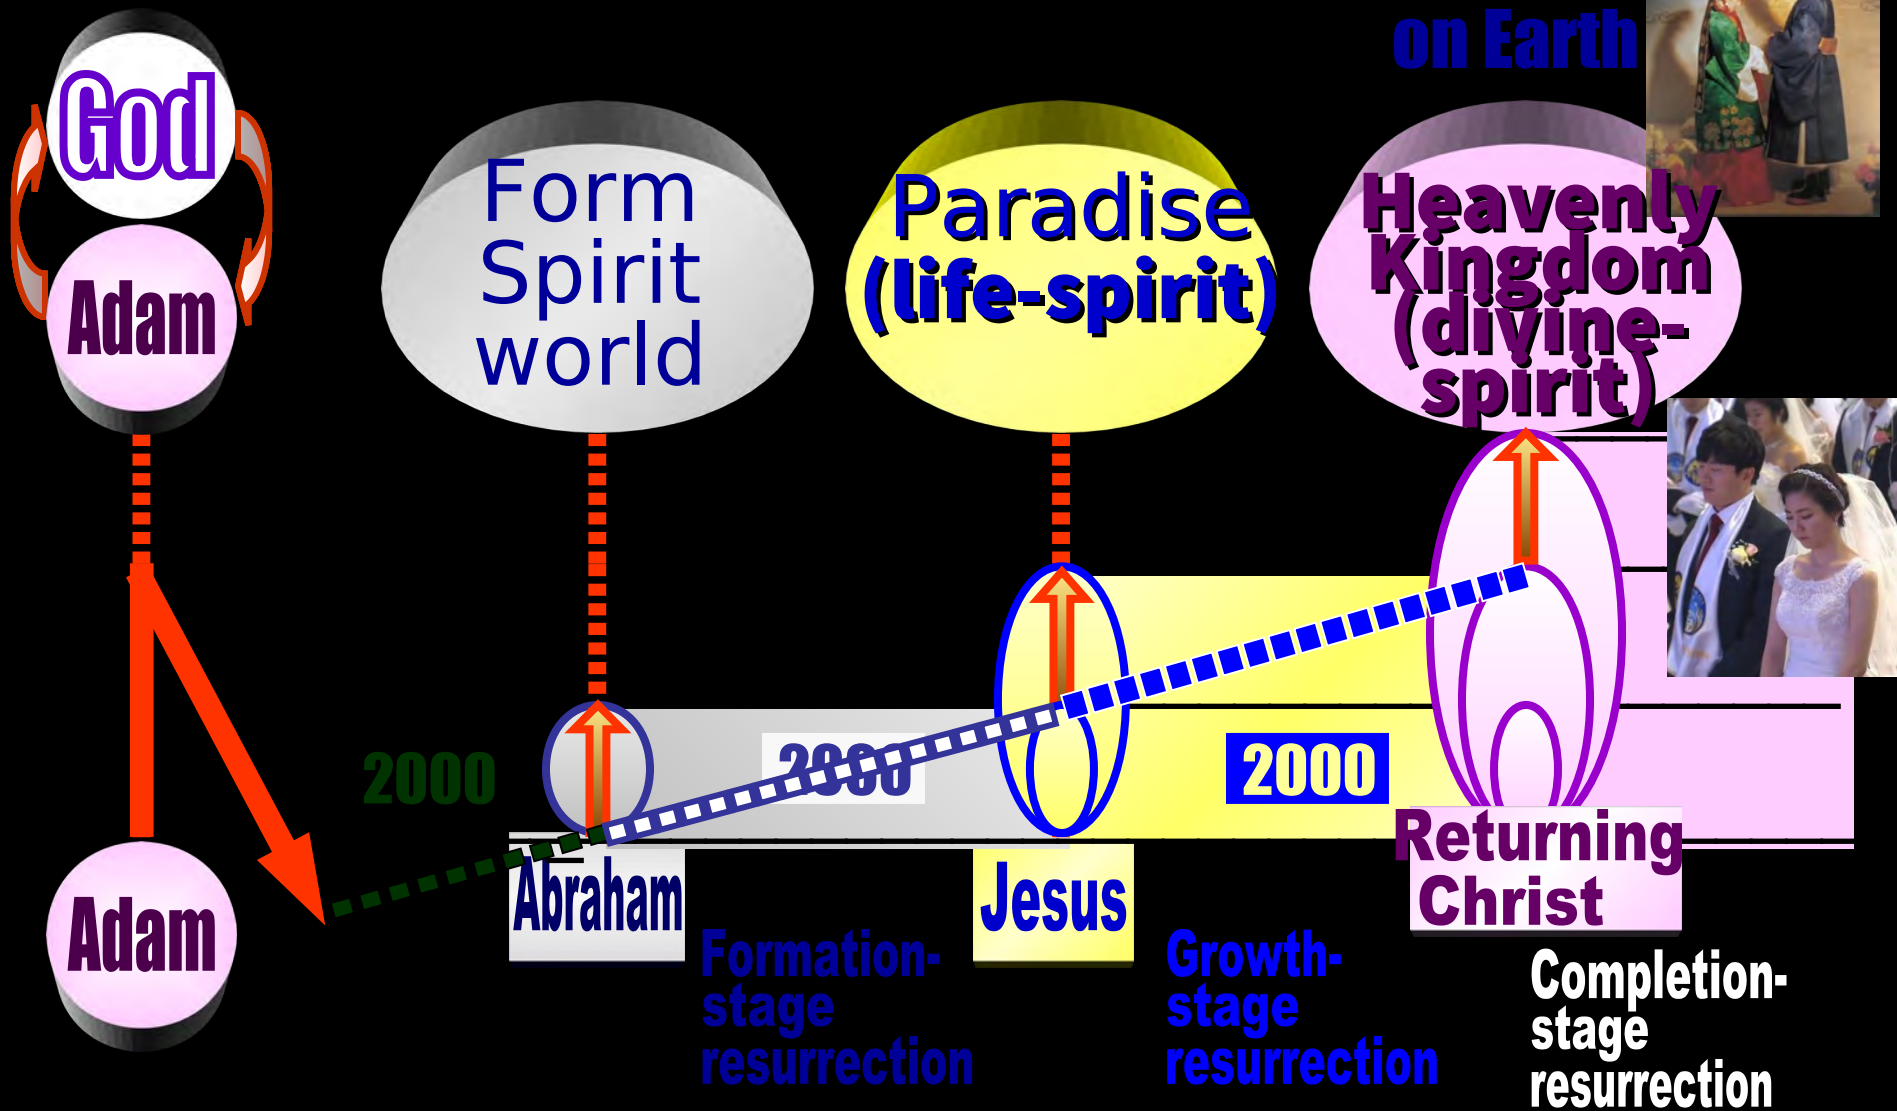 on Earth
God
Adam
Form
Spirit
world
Paradise
(life-spirit)
Heavenly
Kingdom
(divine-
spirit)
2000
2000
2000
Adam
Abraham
Jesus
Returning
Christ
Formation-
stage
resurrection
Growth-
stage
resurrection
Completion-
stage
resurrection